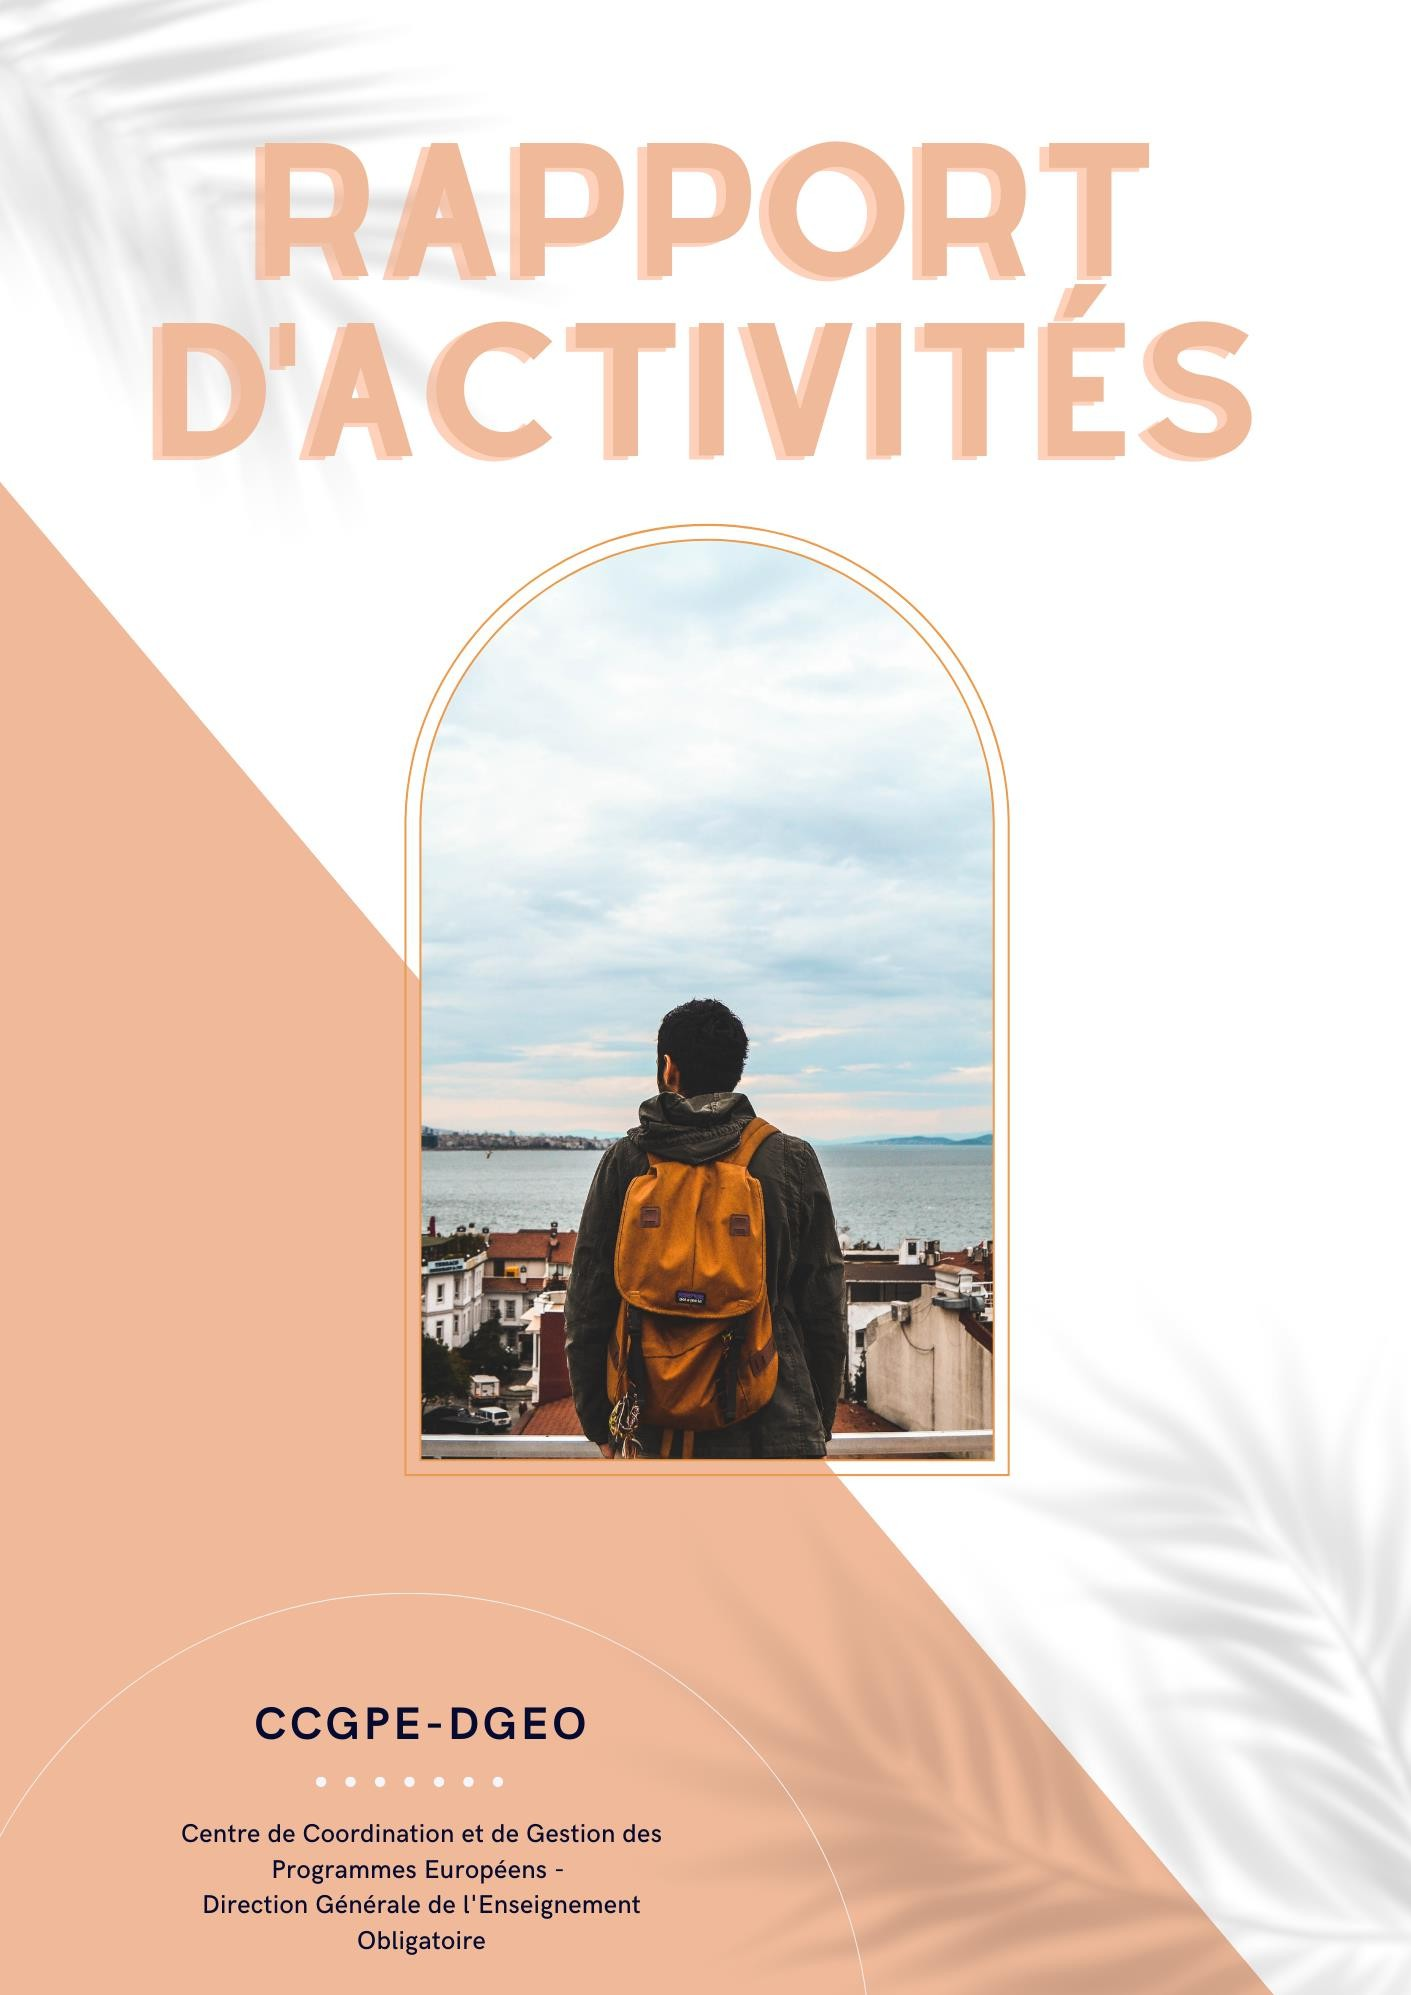 RAPPORT
D'ACTIVITÉS
CCGPE-DGEO
Centre de Coordination et de Gestion des
Programmes Européens -
Direction Générale de l'Enseignement
Obligatoire